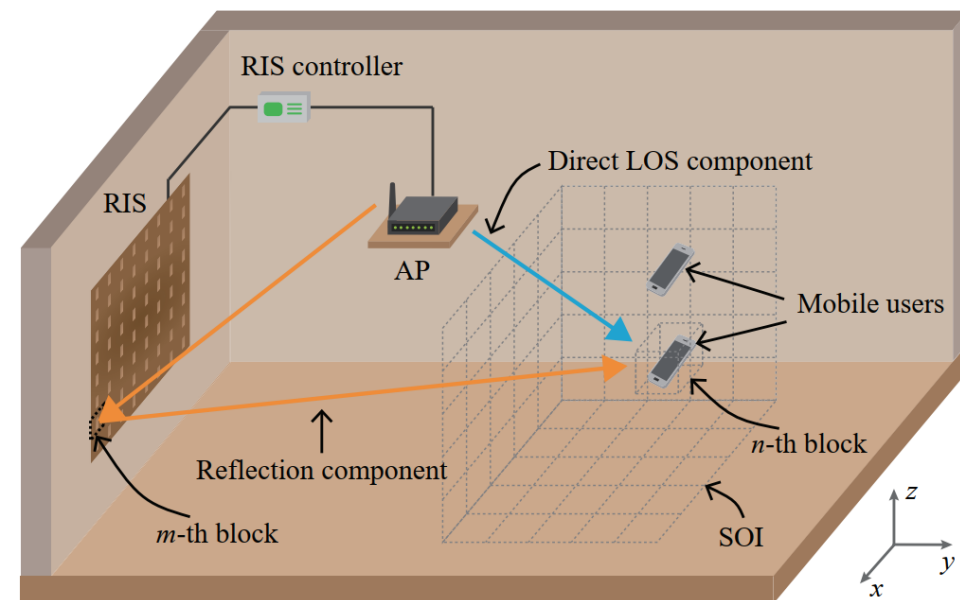 RIS controller
Direct LOS component
RIS
AP
Mobile users
n-th block
Reflection component
m-th block
SOI
z
y
x